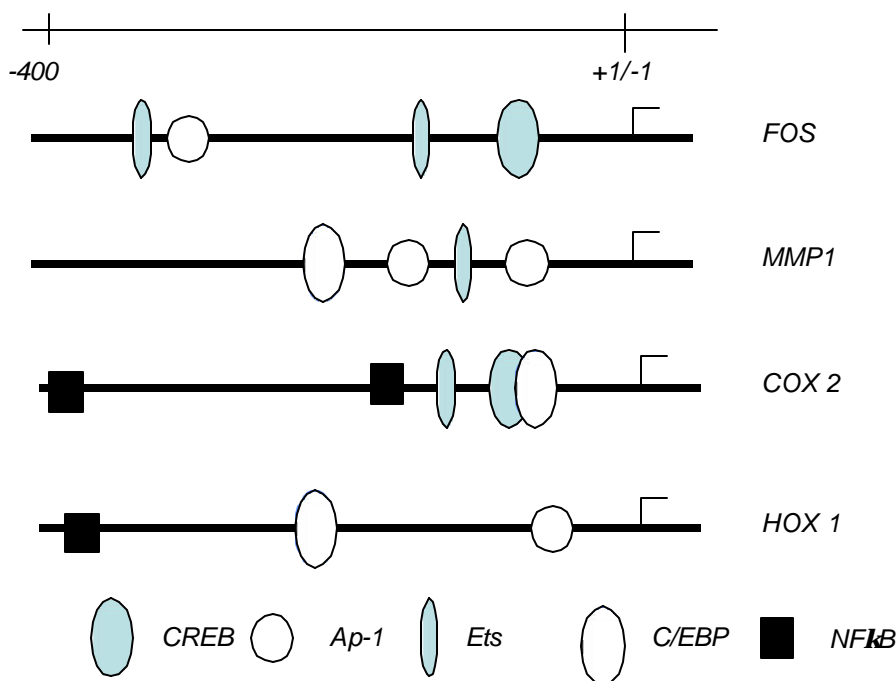 -400 +1/-1
FOS
MMP1
COX 2
HOX 1
CREB Ap-1 Ets C/EBP NFkB